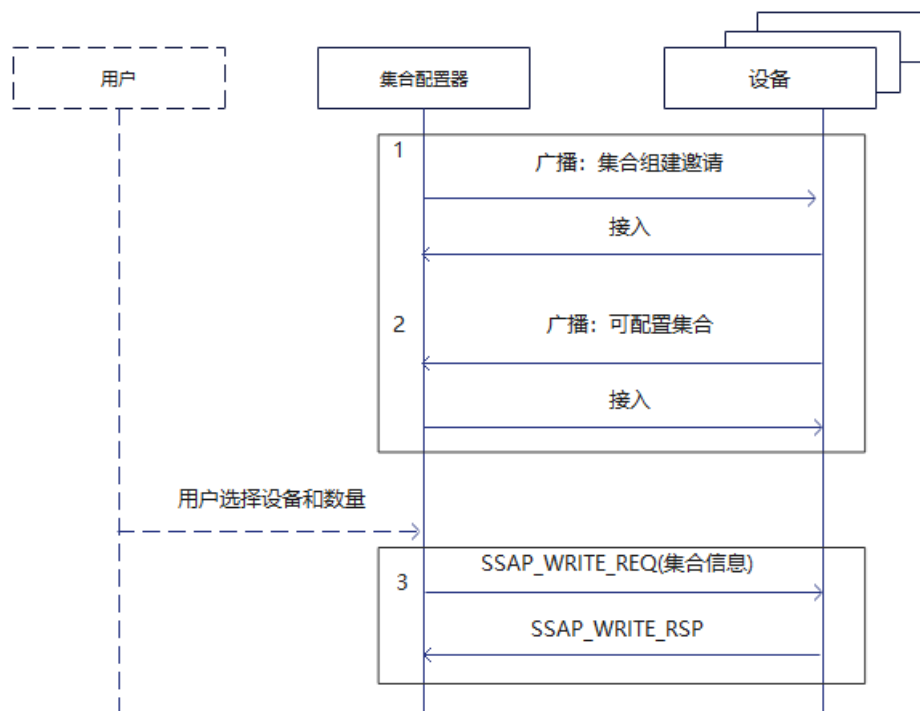 用户
集合配置器
设备
1
广播：集合组建邀请
接入
2
广播：可配置集合
接入
用户选择设备和数量
SSAP_WRITE_REQ(集合信息)
3
SSAP_WRITE_RSP